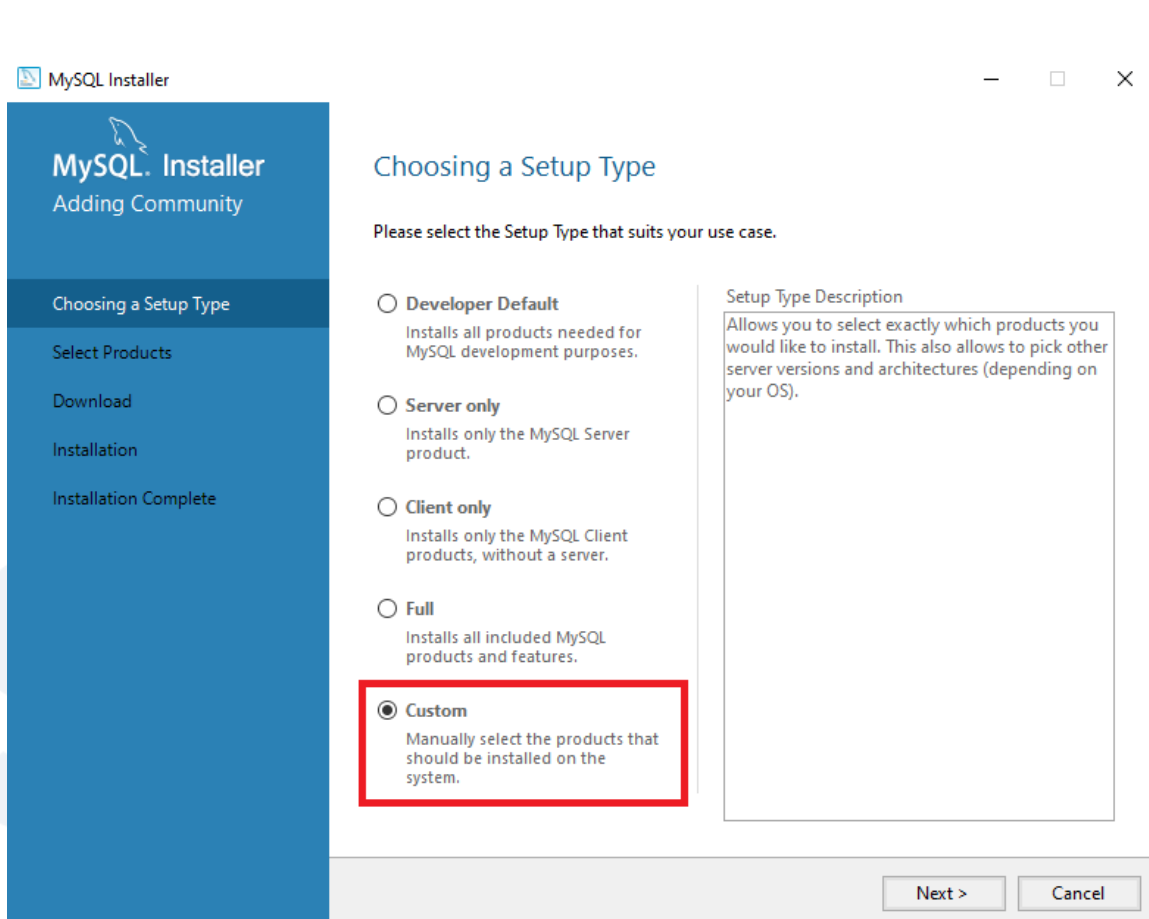 MySQL Installer
MySQL. Installer
Adding Community
Choosing a Setup Type
Select Products
Download
Installation
Installation Complete
Choosing a Setup Type
Please select the Setup Type that suits your use case.
Developer Default
Installs all products needed for
MySQL development purposes.
Server only
Installs only the MySQL Server
product.
Client only
Installs only the MySQL Client
products, without a server.
Full
Installs all included MySQL
products and features.
Custom
Manually select the products that
should be installed on the
system.
Setup Type Description
Allows you to select exactly which products you
would like to install. This also allows to pick other
server versions and architectures (depending on
your OS).
Next >
Cancel